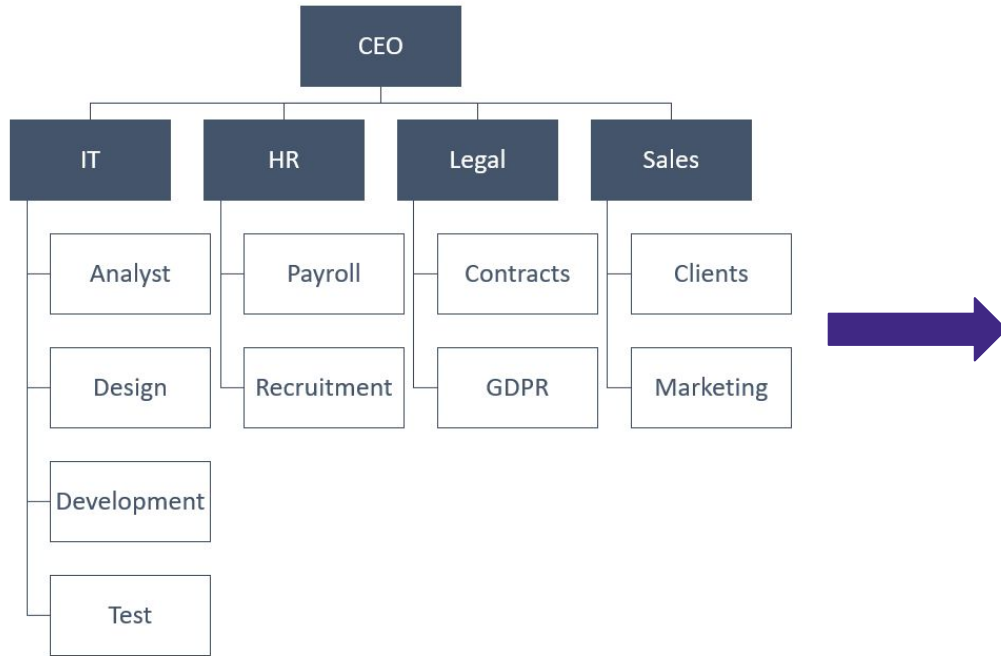 CEO
IT
HR
Legal
Sales
Analyst
Payroll
Contracts
Clients
Design
Recruitment
GDPR
Marketing
Development
Test